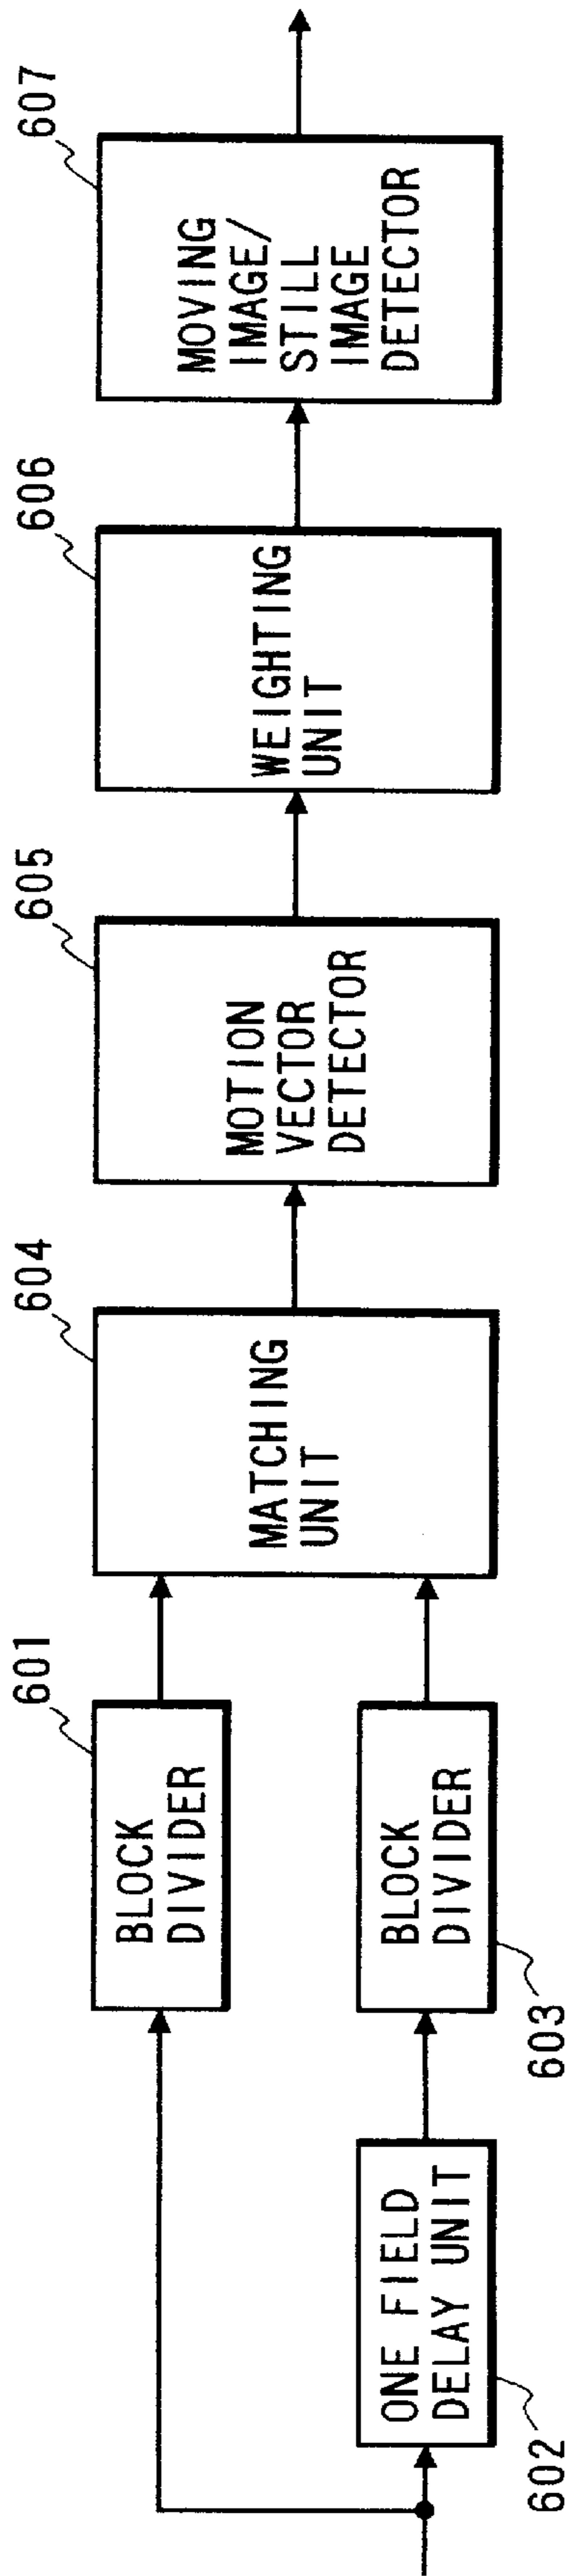 601
BLOCK
DIVIDER
602
ONE FIELD
DELAY UNIT
603
BLOCK
DIVIDER
604
MATCHING
UNIT
605
MOTION
VECTOR
DETECTOR
606
WEIGHTING
UNIT
607
MOVING
IMAGE/
STILL
IMAGE
DETECTOR